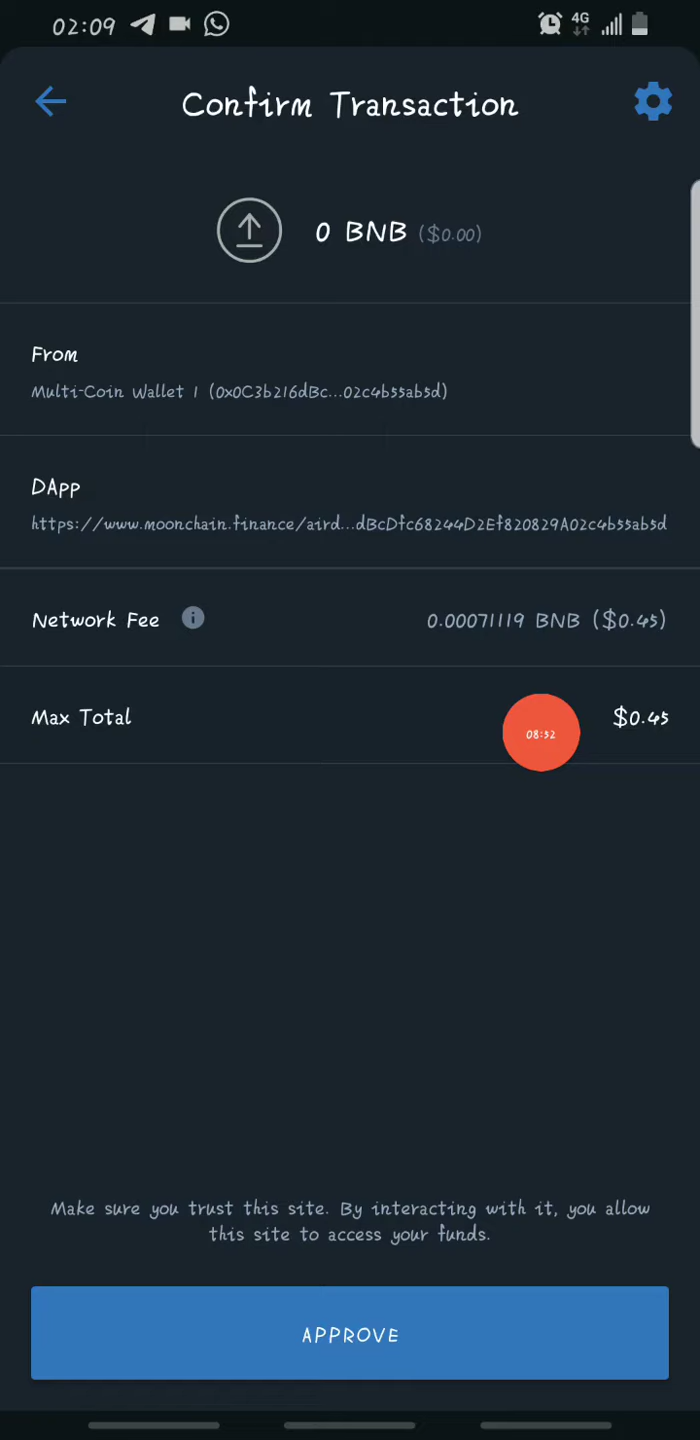 02:09
4G
Confirm Transaction
0 BNB ($0.00)
From
Multi-Coin Wallet 1 (0x0C3b216dBc...02c4b55ab5d)
DApp
https://www.moonchain.finance/aird...dBcDfc68244D2Ef820829A02c4b55ab5d
Network Fee
0.00071119 BNB ($0.45)
Max Total
08:32
$0.45
Make sure you trust this site. By interacting with it, you allow
this site to access your funds.
APPROVE